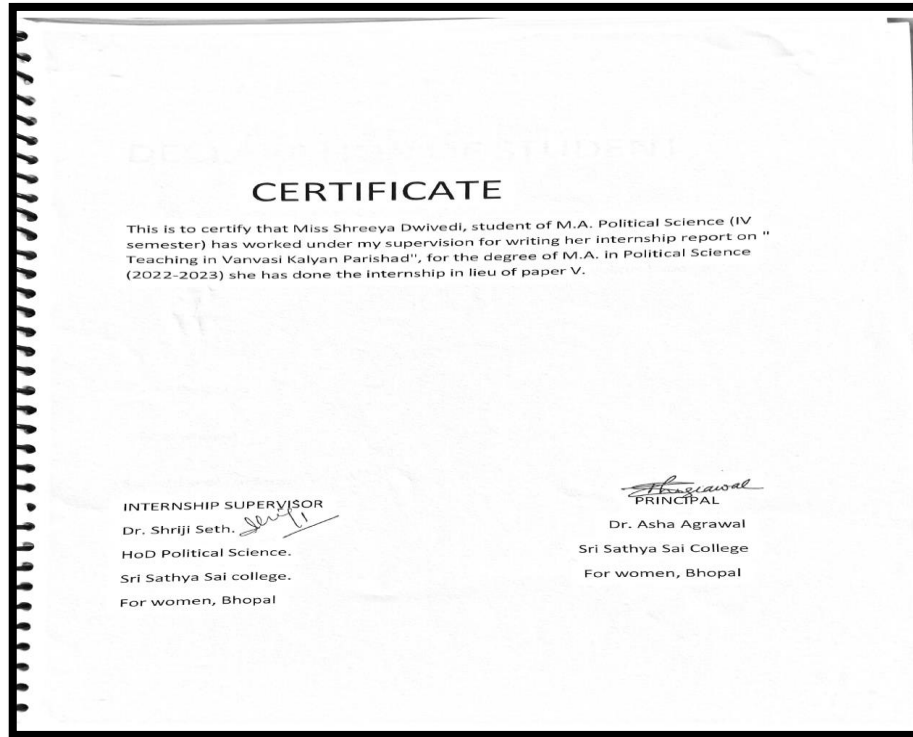 CERTIFICATE
This is to certify that Miss Shreeya Dwivedi, student of M.A. Political Science (IV
semester) has worked under my supervision for writing her internship report on "
Teaching in Vanvasi Kalyan Parishad", for the degree of M.A. in Political Science
(2022-2023) she has done the internship in lieu of paper V.
INTERNSHIP SUPERVISOR
Dr. Shriji Seth.
HoD Political Science.
Sri Sathya Sai college.
For women, Bhopal
PRINCIPAL
Dr. Asha Agrawal
Sri Sathya Sai College
For women, Bhopal